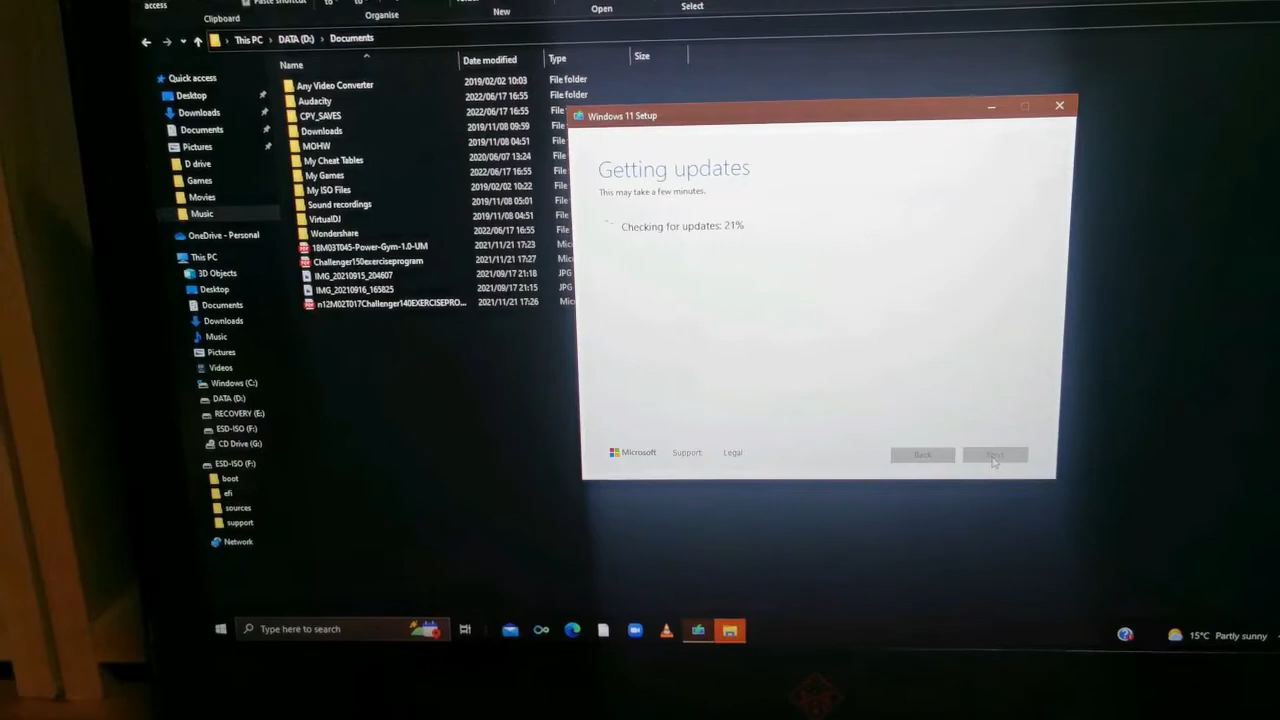 access
Clipboard
Organise
New
Open
Select
This PC > DATA (D:) > Documents
Name Date modified Type Size
Any Video Converter 2019/02/02 10:03 File folder
Audacity 2022/06/17 16:55 File folder
CPY_SAVES 2022/06/17 16:55 File
Downloads 2019/11/08 09:59 File
MOHW 2019/11/08 04:51 File
My Cheat Tables 2020/06/07 13:24 File
My Games 2022/06/17 16:55 File
My ISO Files 2019/02/02 10:22 File
Sound recordings 2019/11/08 05:01 File
VirtualDJ 2019/11/08 04:51 File
Wondershare 2022/06/17 16:55 File
18M03T045-Power-Gym-1.0-UM 2021/11/21 17:23 Mic
Challenger150exerciseprogram 2021/11/21 17:27 Mic
IMG_20210915_204607 2021/09/17 21:18 JPG
IMG_20210916_165825 2021/09/17 21:15 JPG
n12M02T017Challenger140EXERCISEPRO... 2021/11/21 17:26 Mic
Quick access
Desktop
Downloads
Documents
Pictures
D drive
Games
Movies
Music
OneDrive - Personal
This PC
3D Objects
Desktop
Documents
Downloads
Music
Pictures
Videos
Windows (C:)
DATA (D:)
RECOVERY (E:)
ESD-ISO (F:)
CD Drive (G:)
ESD-ISO (F:)
boot
efi
sources
support
Network
Windows 11 Setup
Getting updates
This may take a few minutes.
Checking for updates: 21%
Microsoft Support Legal
Back
Type here to search
15°C Partly sunny